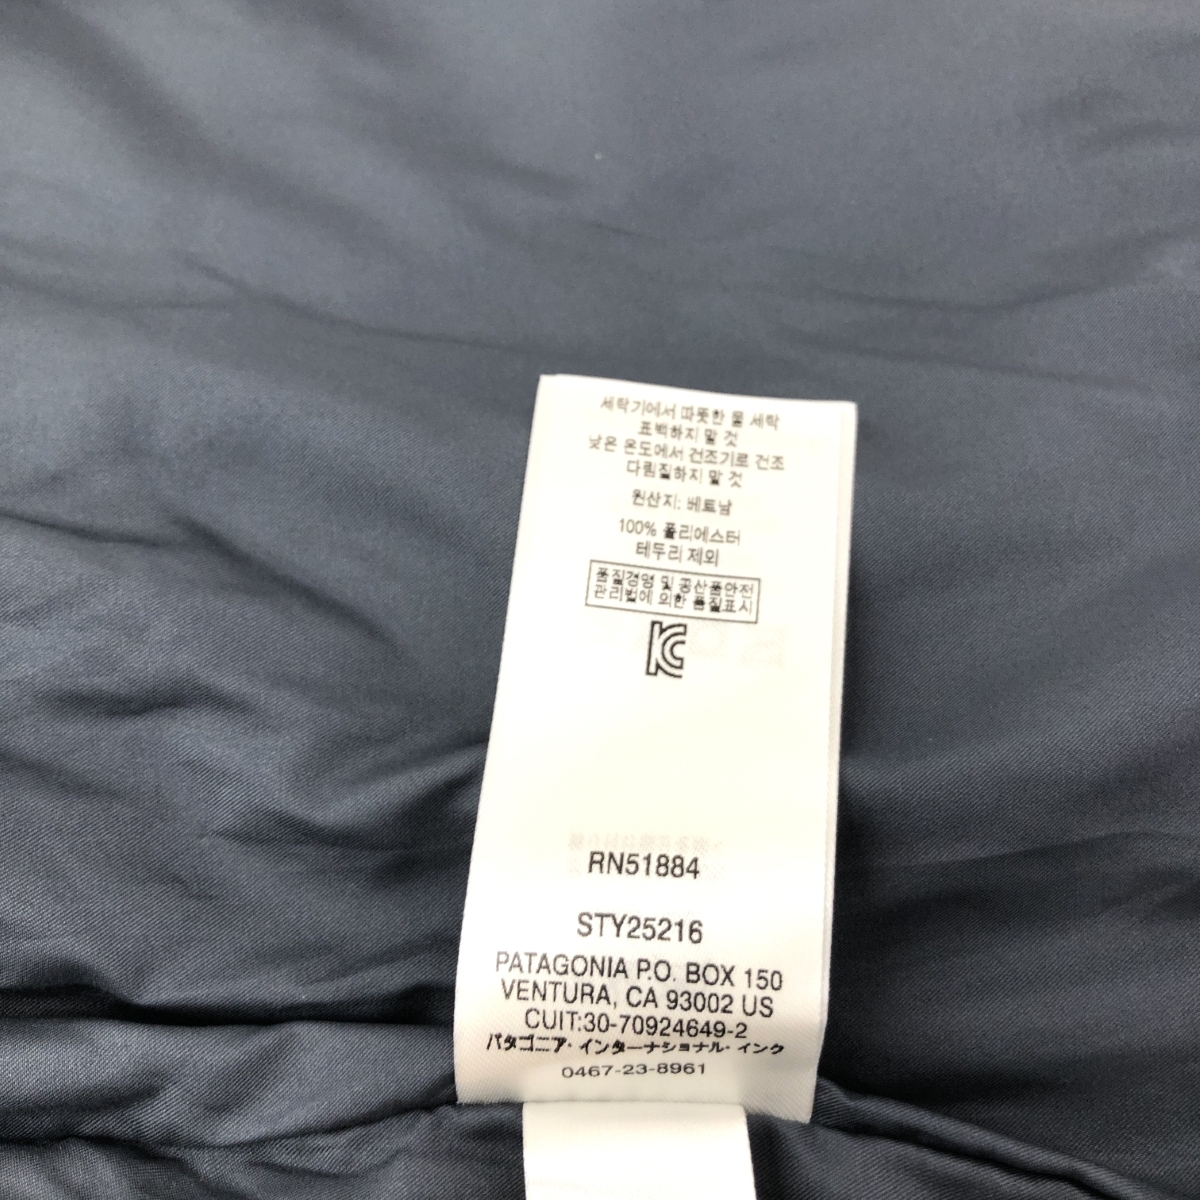 세탁기에서 따뜻한 물 세탁
표백하지 말 것
낮은 온도에서 건조기로 건조
다림질하지 말 것
원산지: 베트남
100% 폴리에스터
테두리 제외
품질경영 및 공산품안전
관리법에 의한 품질표시
KC
RN51884
STY25216
PATAGONIA P.O. BOX 150
VENTURA, CA 93002 US
CUIT:30-70924649-2
パタゴニア・インターナショナル・インク
0467-23-8961